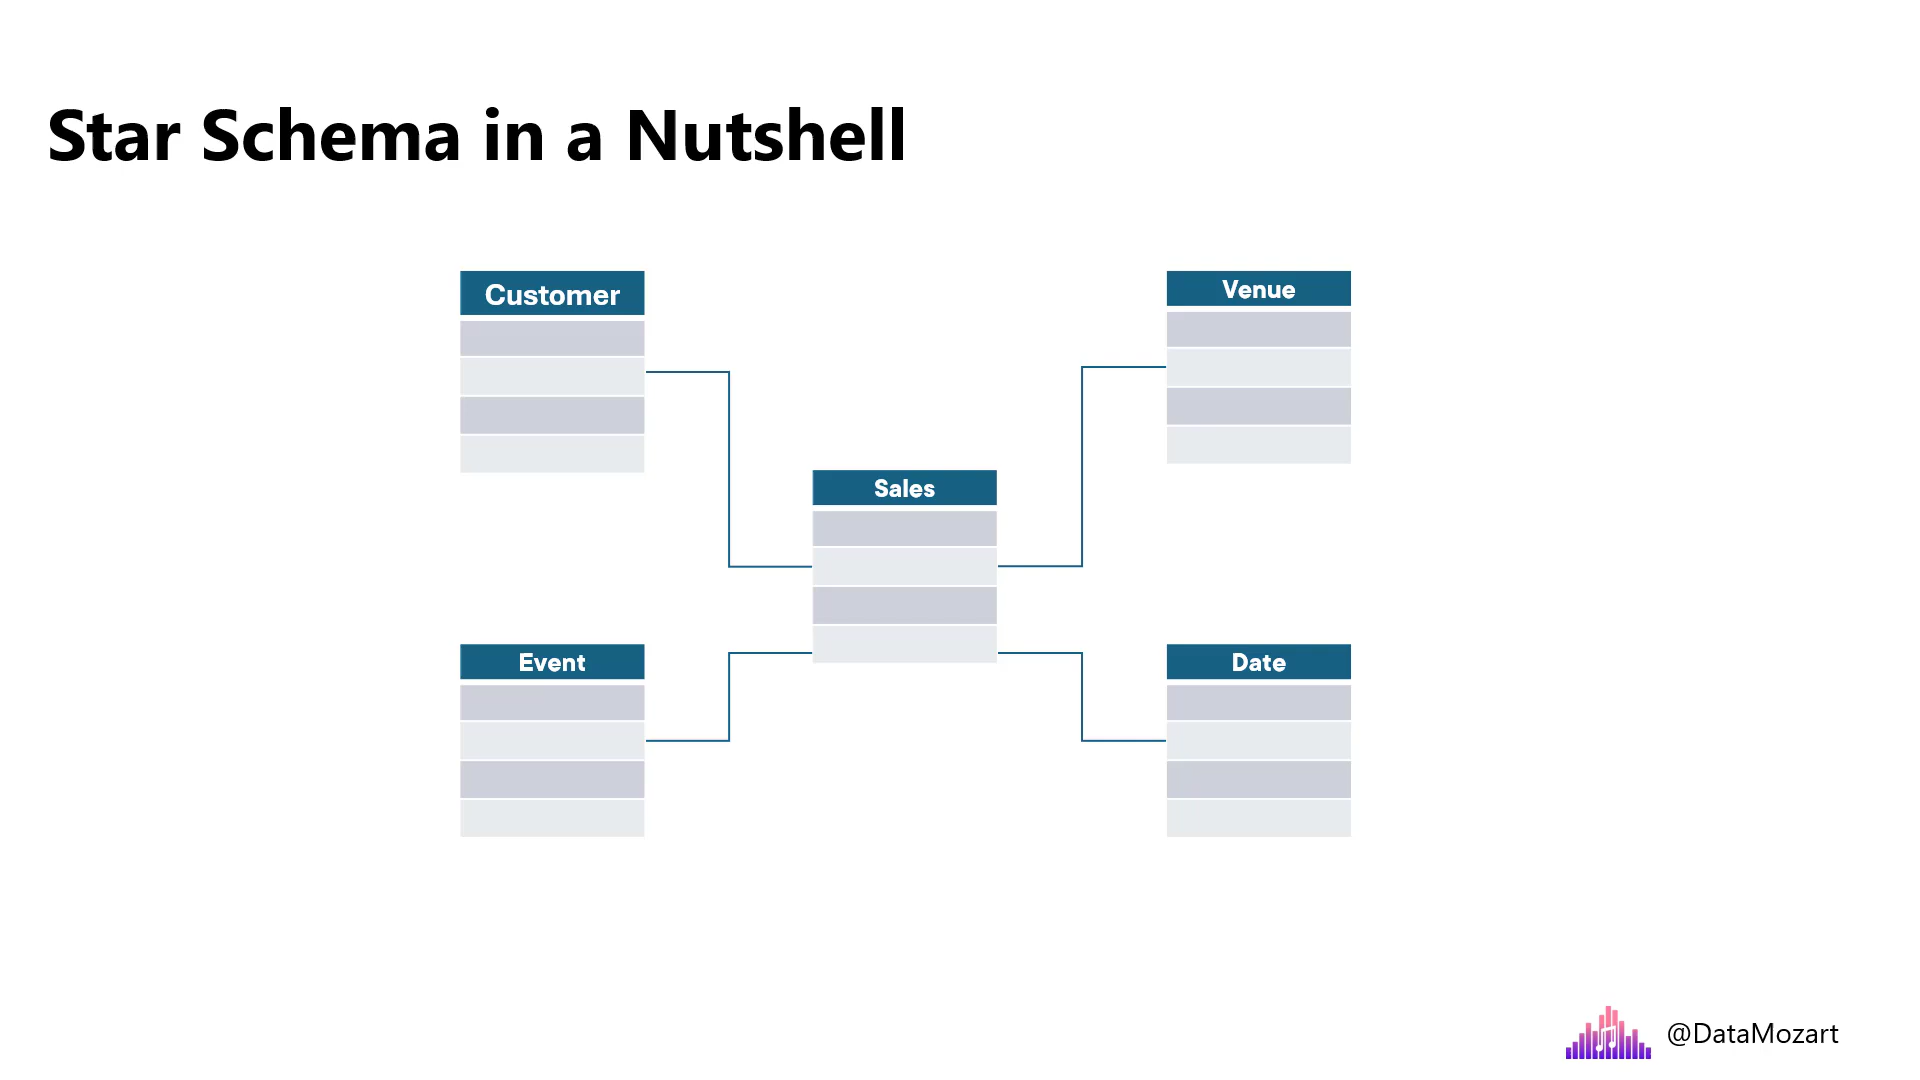 Star Schema in a Nutshell
Customer
Venue
Sales
Event
Date
@DataMozart